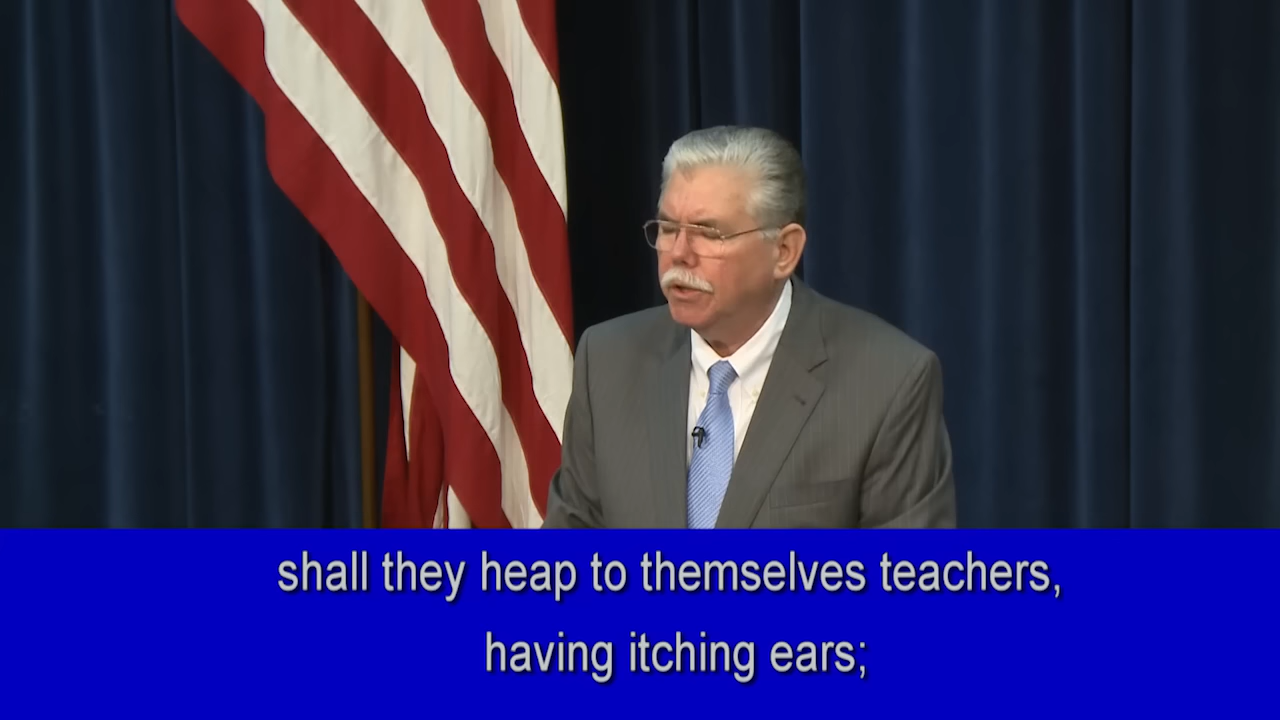 shall they heap to themselves teachers,
having itching ears;